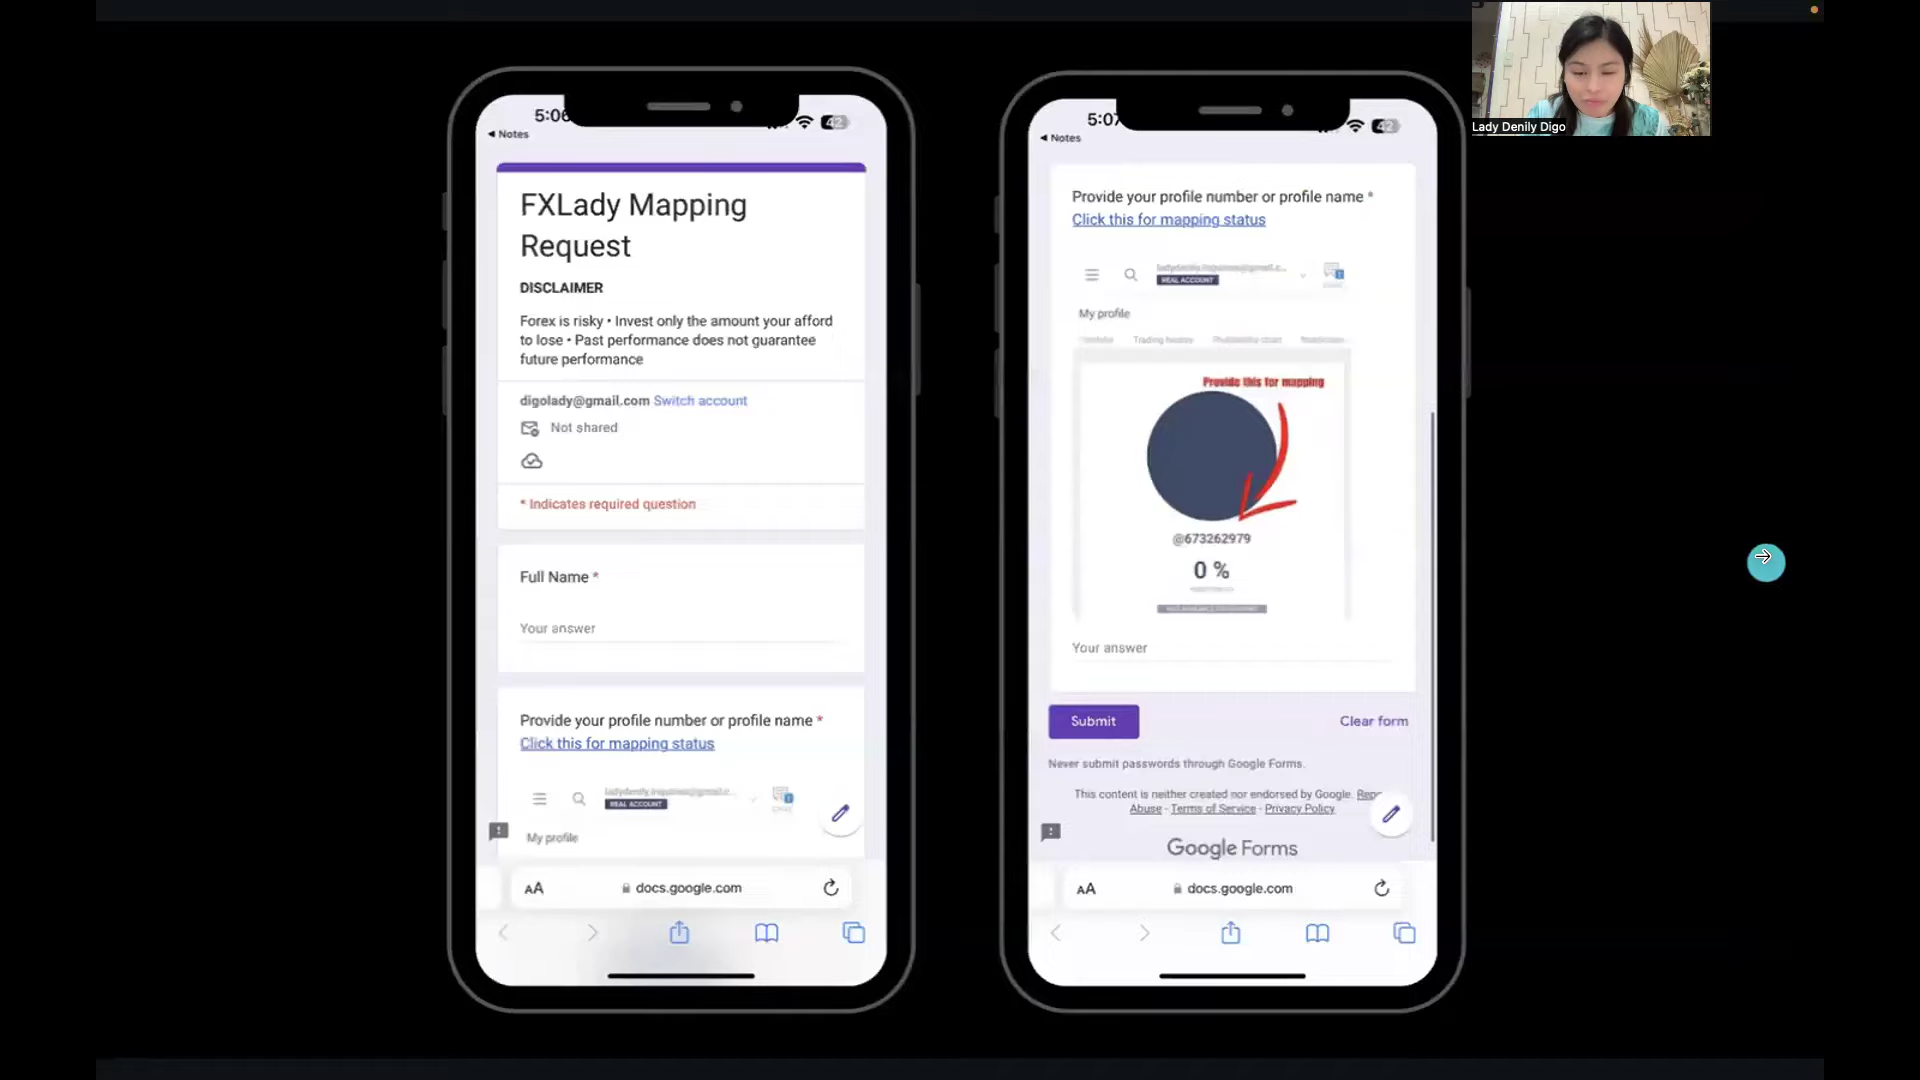 5:06
42
Notes
FXLady Mapping
Request
DISCLAIMER
Forex is risky • Invest only the amount your afford
to lose • Past performance does not guarantee
future performance
digolady@gmail.com Switch account
Not shared
* Indicates required question
Full Name *
Your answer
Provide your profile number or profile name *
Click this for mapping status
REAL ACCOUNT
My profile
AA
docs.google.com
5:07
42
Notes
Provide your profile number or profile name *
Click this for mapping status
REAL ACCOUNT
My profile
Trading history
Provide this for mapping
@673262979
0 %
Your answer
Submit
Clear form
Never submit passwords through Google Forms.
This content is neither created nor endorsed by Google.
Abuse - Terms of Service - Privacy Policy
Google Forms
AA
docs.google.com
Lady Denily Digo